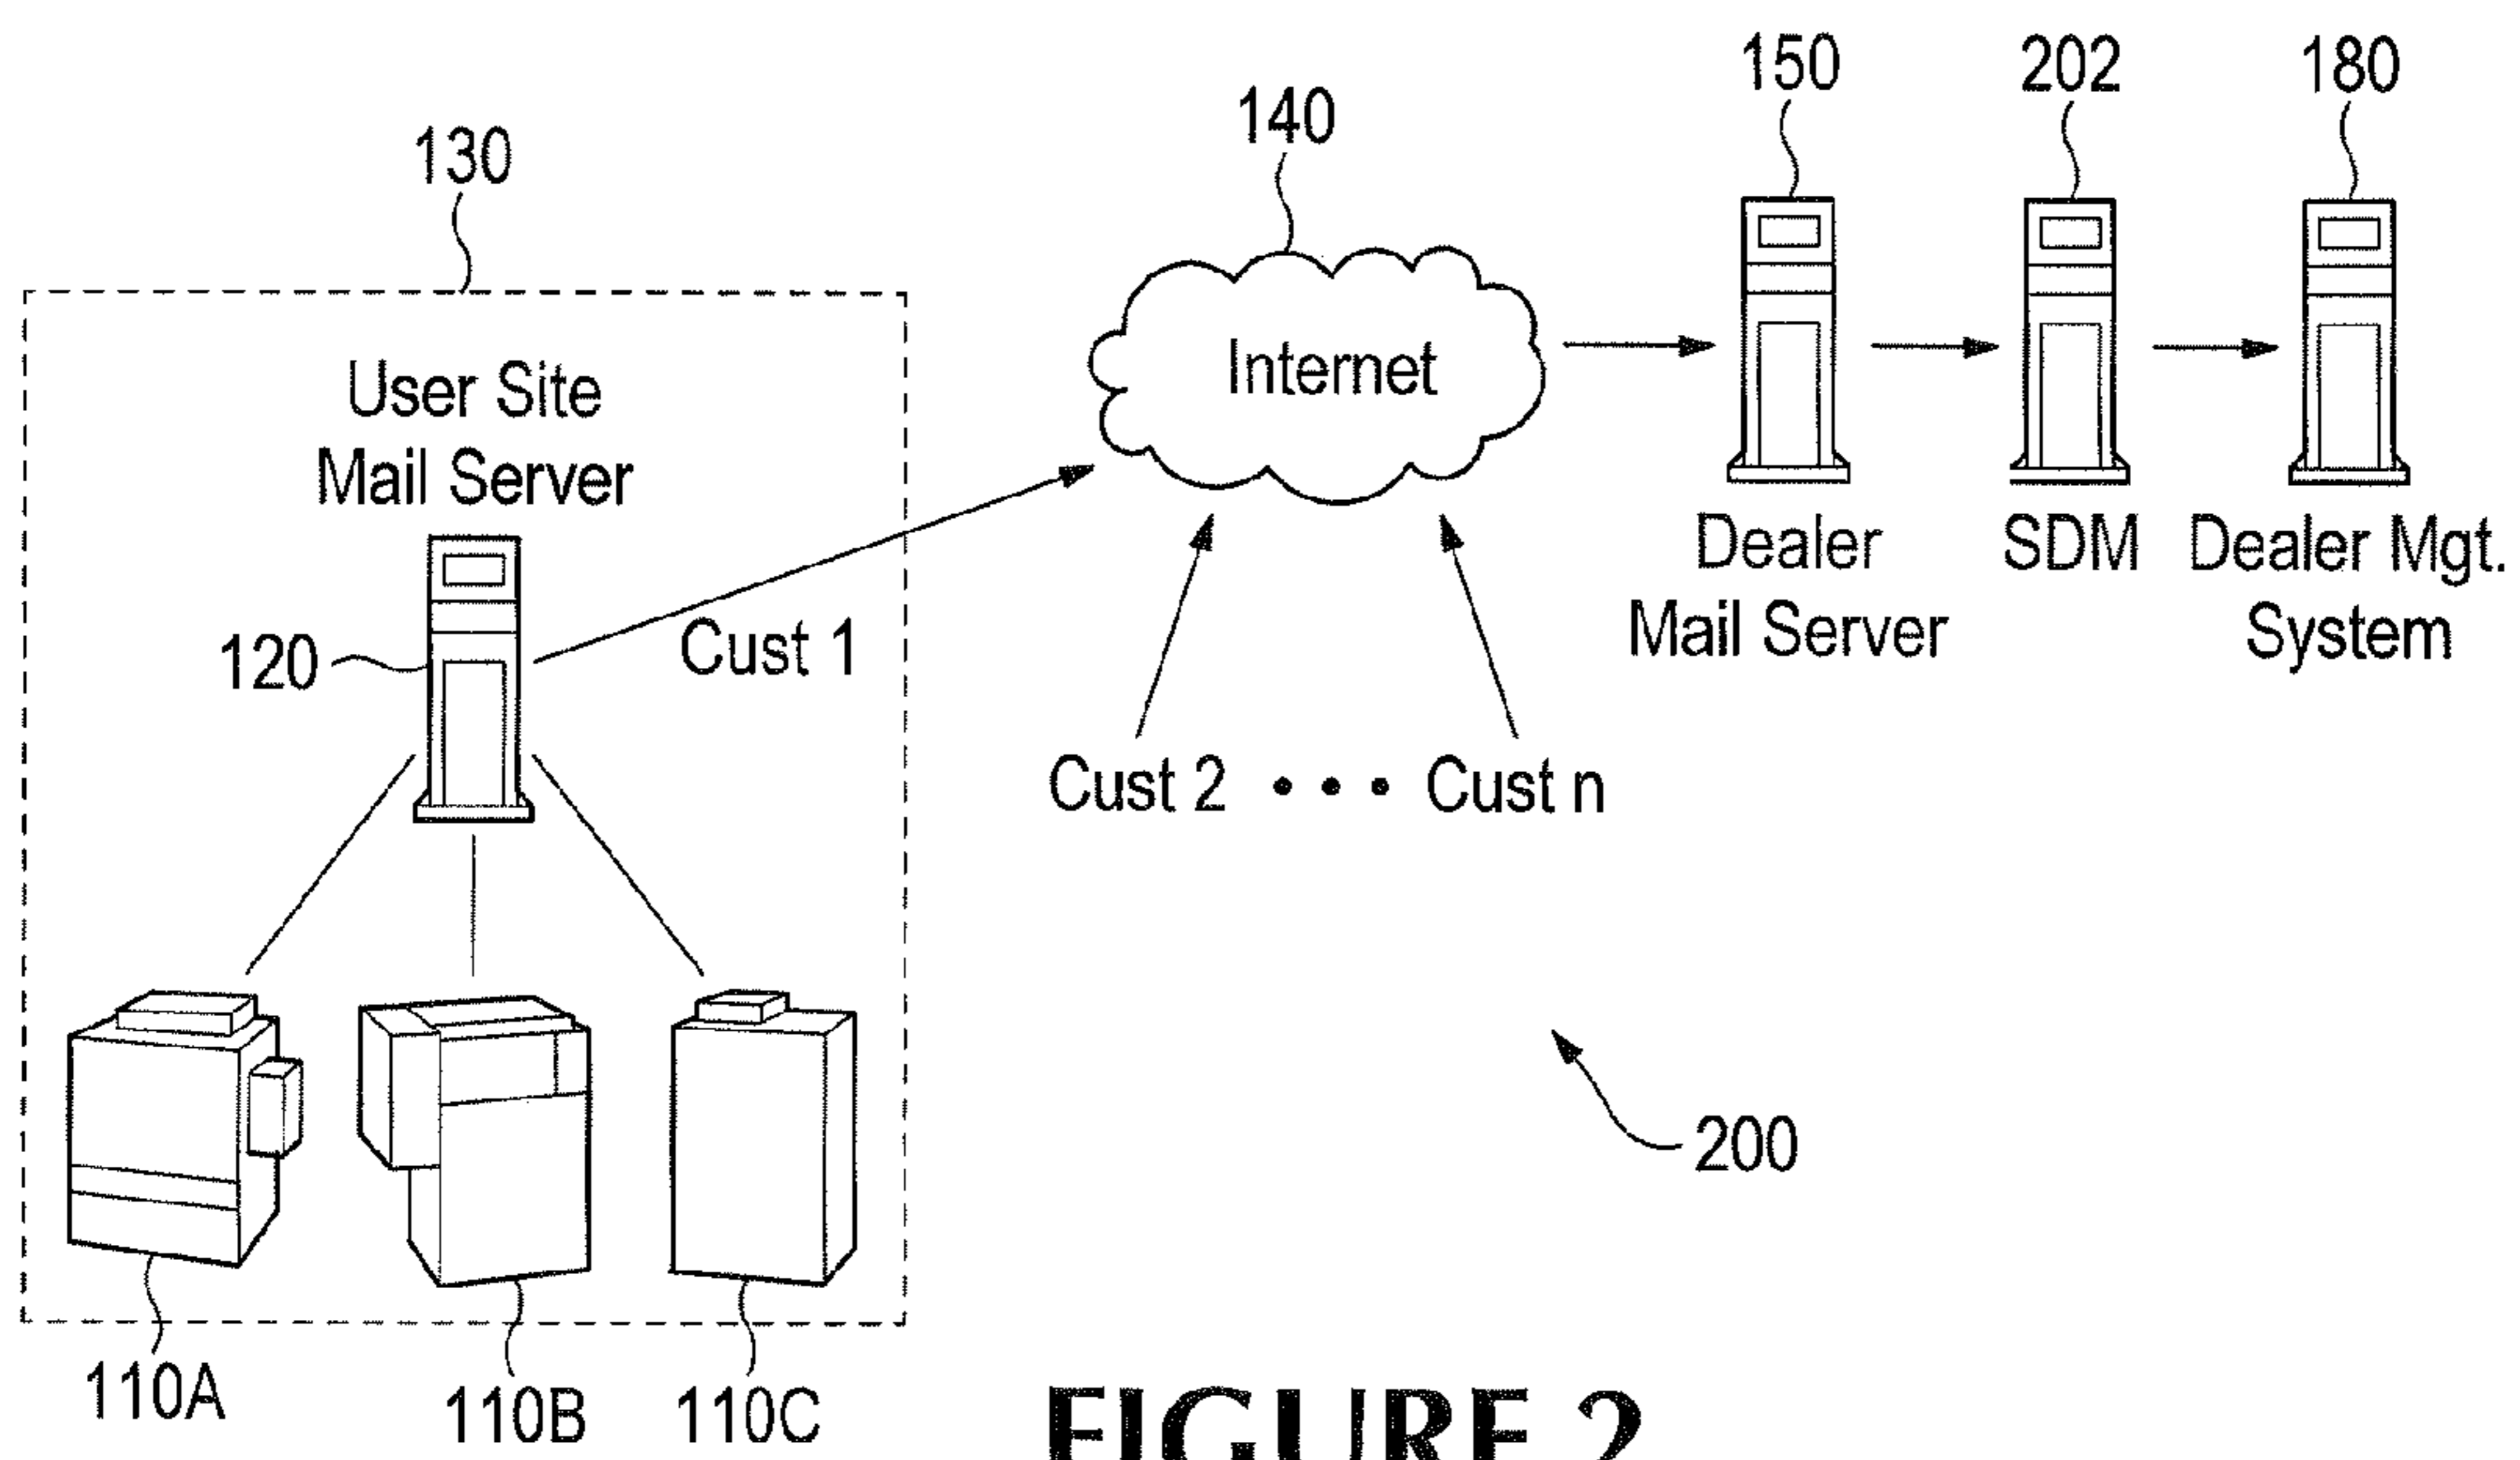 130
140
150
202
180
User Site
Mail Server
Internet
120
Cust 1
Dealer
Mail Server
SDM
Dealer Mgt.
System
Cust 2 • • • Cust n
200
110A
110B
110C
FIGURE 2